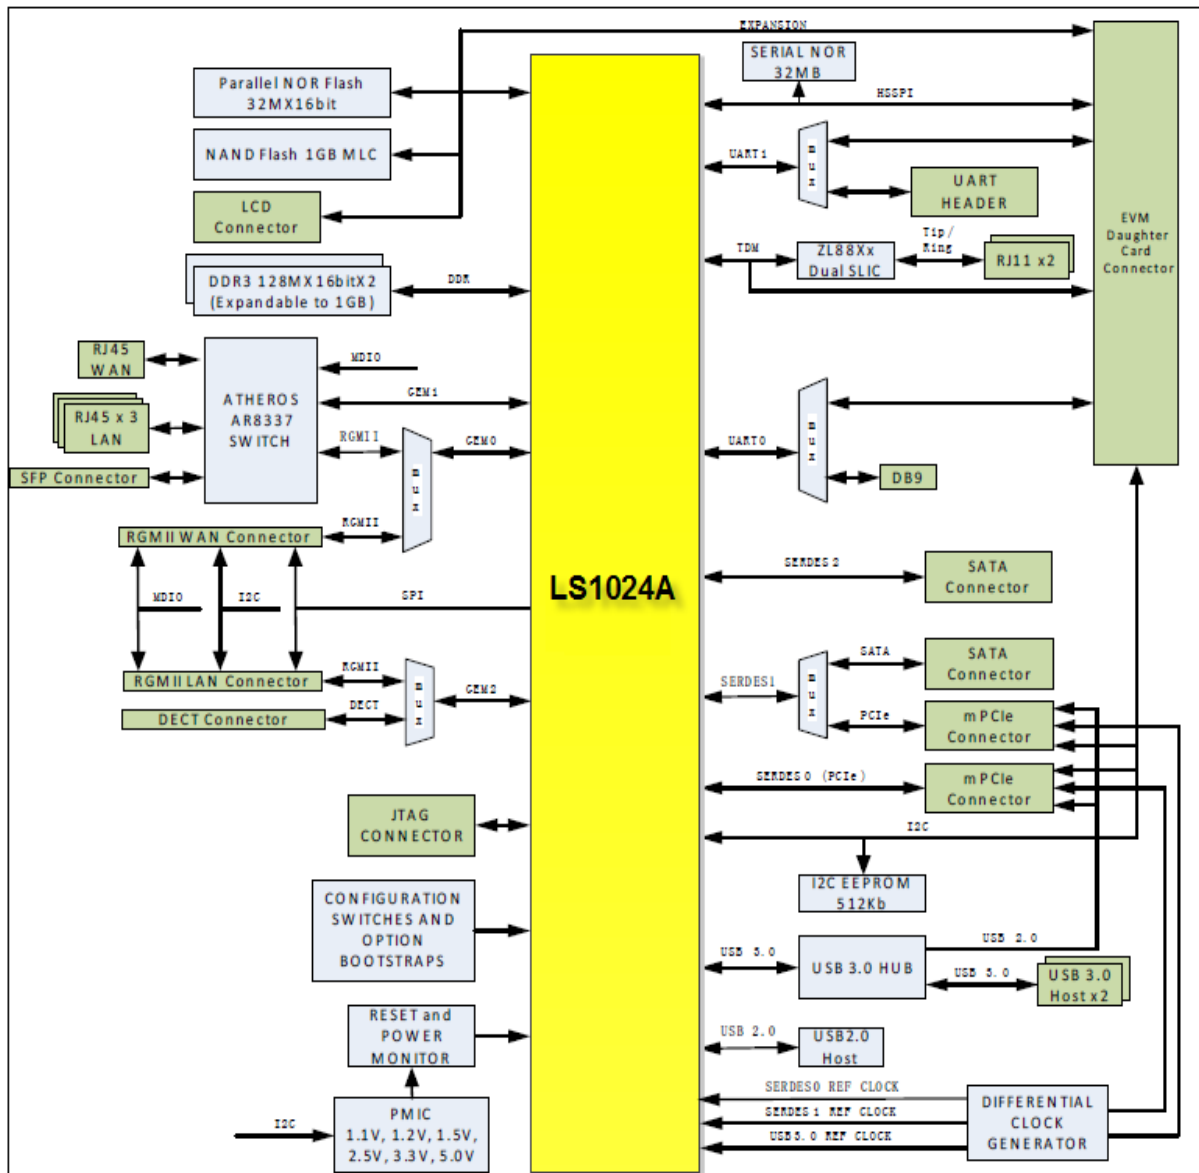 EXPANSION
SERIAL NOR
32MB
Parallel NOR Flash
32MX16bit
HSSPI
NAND Flash 1GB MLC
UART1
mux
UART
HEADER
LCD
Connector
EVM
Daughter
Card
Connector
TDM
ZL88Xx
Dual SLIC
Tip/
Ring
RJ11 x2
DDR3 128MX16bitX2
(Expandable to 1GB)
DDR
RJ45
WAN
ATHEROS
AR8337
SWITCH
MDIO
GEM1
RJ45 x 3
LAN
RGMII
mux
GEM0
UART0
mux
DB9
SFP Connector
RGMII WAN Connector
RGMII
LS1024A
SERDES2
SATA
Connector
MDIO
I2C
SPI
RGMII LAN Connector
RGMII
mux
GEM2
DECT Connector
DECT
SERDES1
mux
SATA
SATA
Connector
PCIe
mPCIe
Connector
SERDES0 (PCIe)
mPCIe
Connector
JTAG
CONNECTOR
I2C
I2C EEPROM
512Kb
CONFIGURATION
SWITCHES AND
OPTION
BOOTSTRAPS
USB 3.0
USB 3.0 HUB
USB 2.0
USB 3.0
USB 3.0
Host x2
RESET and
POWER
MONITOR
USB 2.0
USB2.0
Host
I2C
PMIC
1.1V, 1.2V, 1.5V,
2.5V, 3.3V, 5.0V
SERDES0 REF CLOCK
SERDES1 REF CLOCK
USB3.0 REF CLOCK
DIFFERENTIAL
CLOCK
GENERATOR